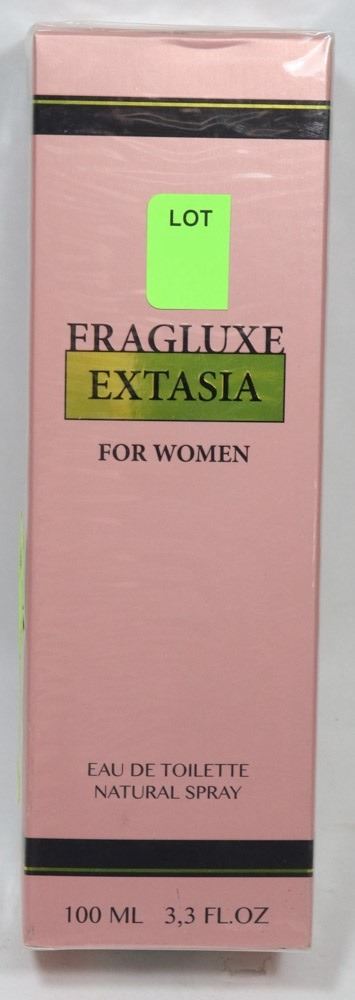 LOT
FRAGLUXE
EXTASIA
FOR WOMEN
EAU DE TOILETTE
NATURAL SPRAY
100 ML 3,3 FL.OZ